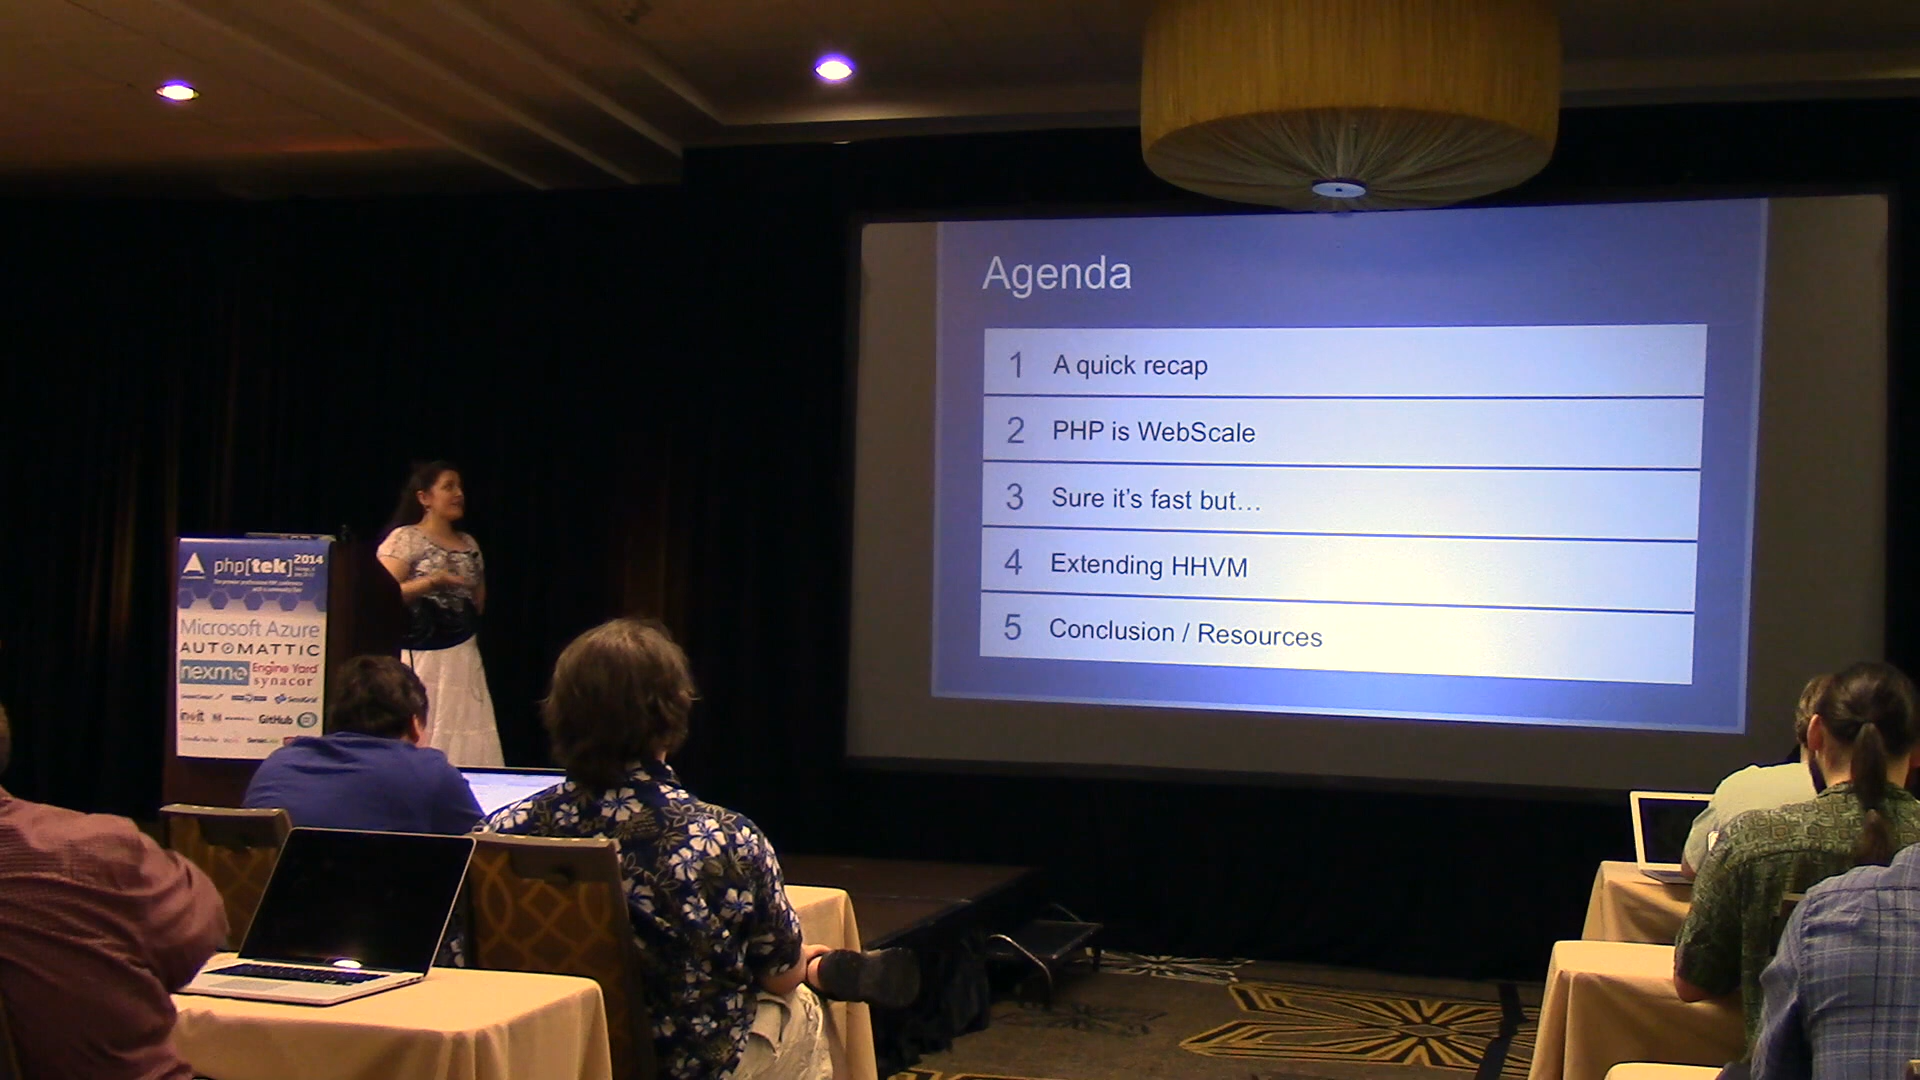 Agenda
1 A quick recap
2 PHP is WebScale
3 Sure it's fast but…
4 Extending HHVM
5 Conclusion / Resources
php[tek] 2014
Microsoft Azure
AUTOMATTIC
nexmo Engine Yard
synacor
SendGrid
GitHub